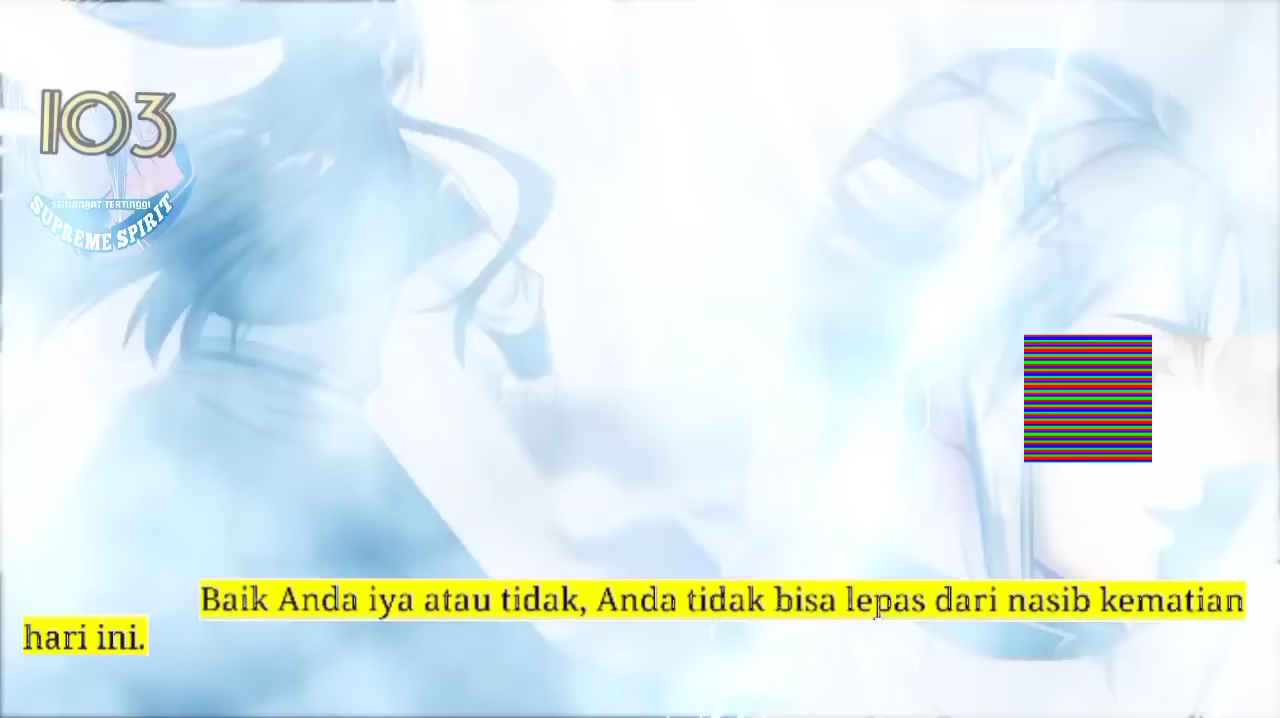 103
SEMANGAT TERTINGGI
SUPREME SPIRIT
Baik Anda iya atau tidak, Anda tidak bisa lepas dari nasib kematian
hari ini.